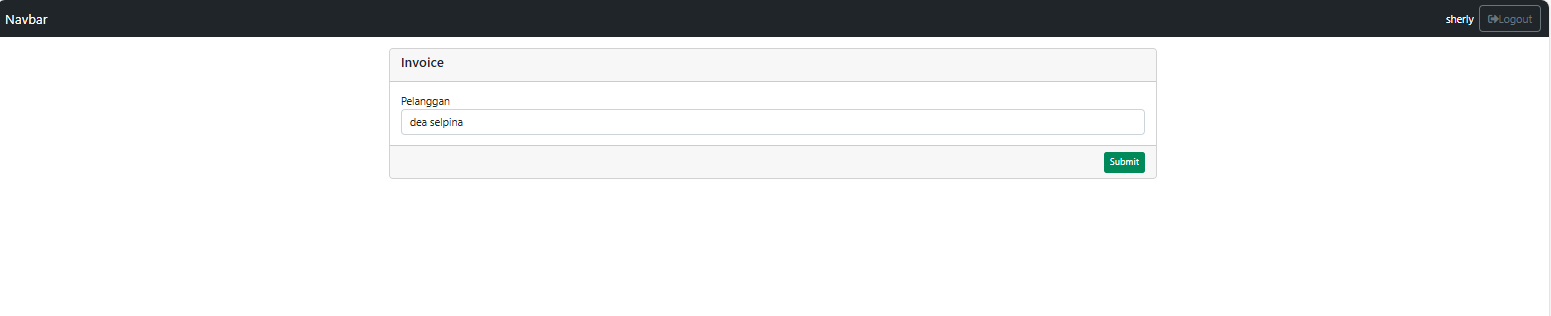 Navbar sherly Logout
Invoice
Pelanggan
dea selpina
Submit